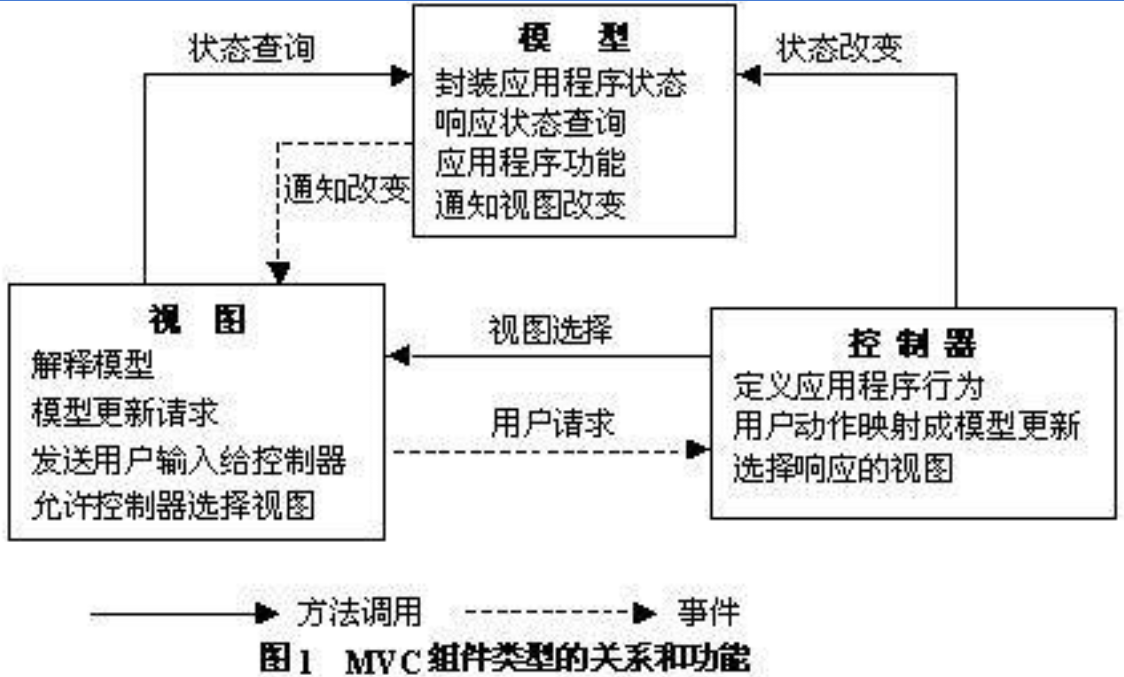 状态查询
模 型
状态改变
封装应用程序状态
响应状态查询
应用程序功能
通知视图改变
通知改变
视 图
解释模型
模型更新请求
发送用户输入给控制器
允许控制器选择视图
视图选择
用户请求
控 制 器
定义应用程序行为
用户动作映射成模型更新
选择响应的视图
方法调用
事件
图1 MVC组件类型的关系和功能